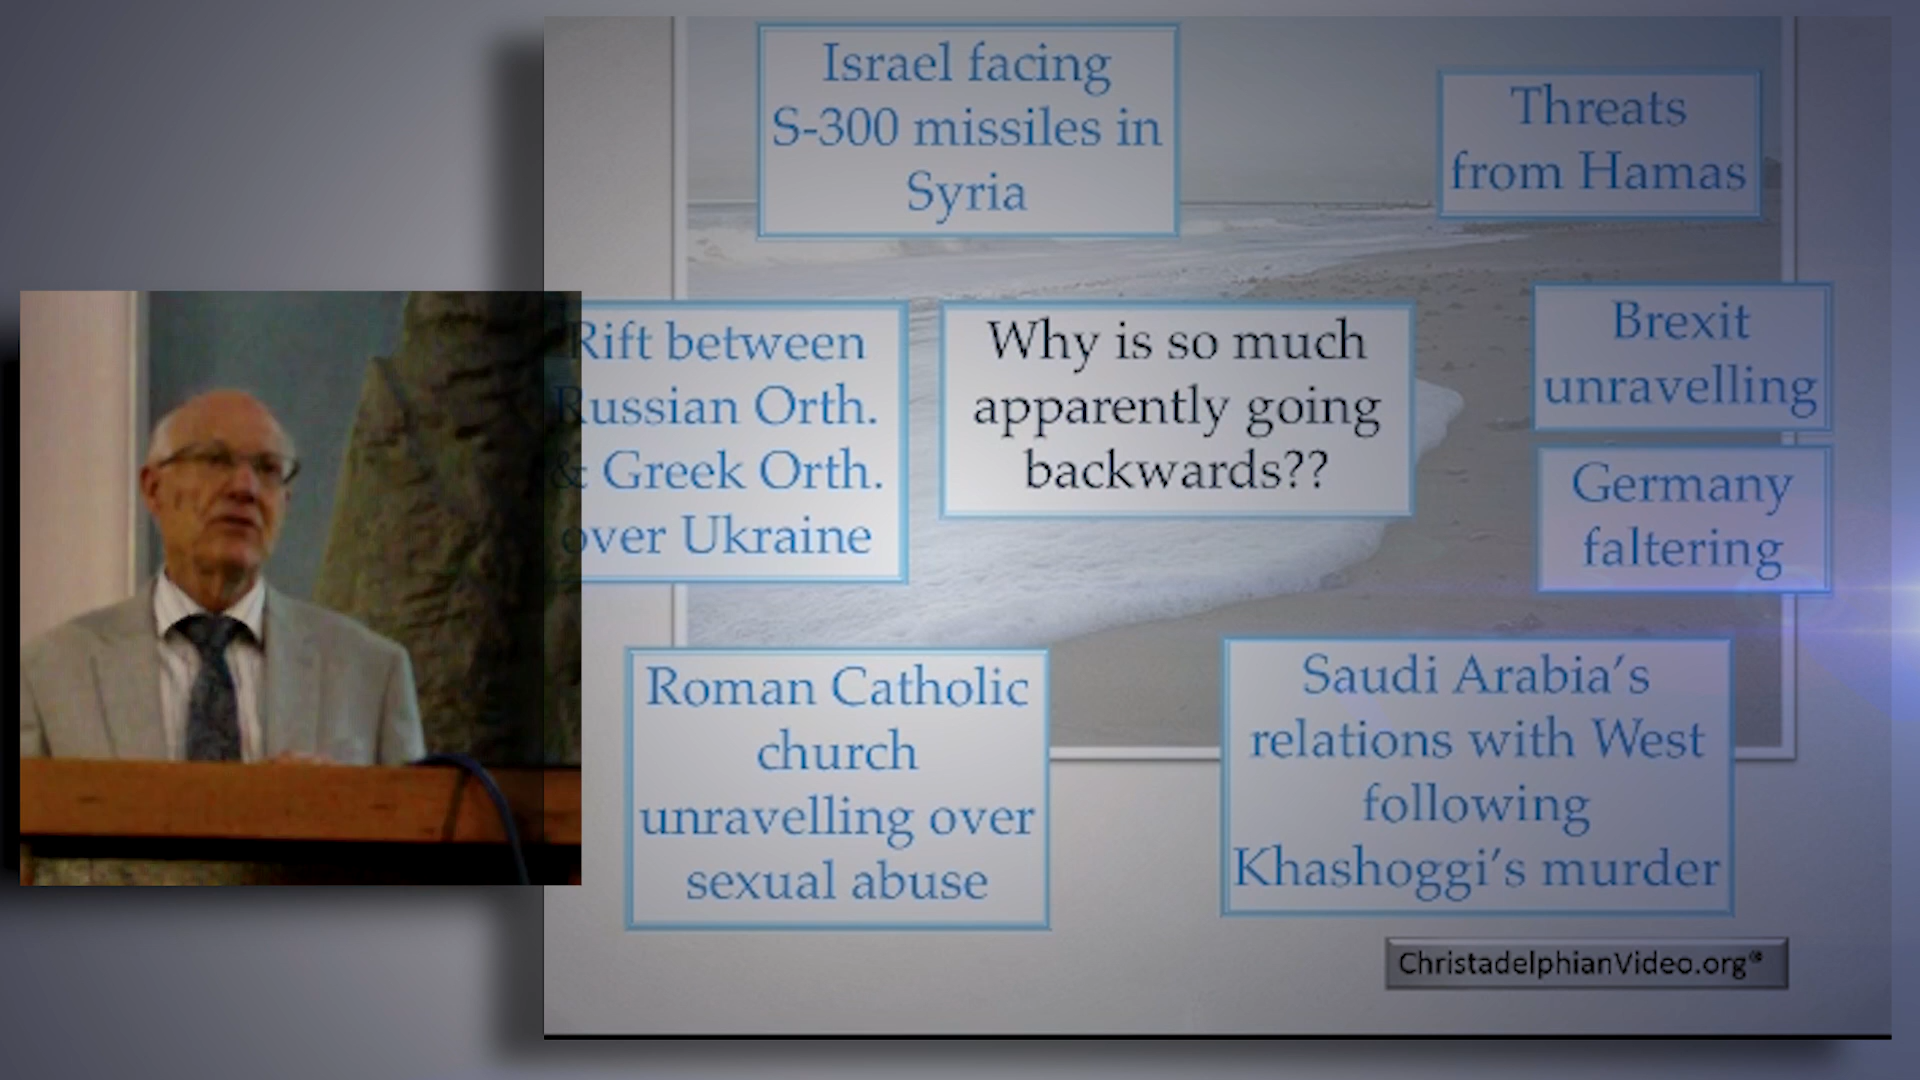 Israel facing
S-300 missiles in
Syria
Threats
from Hamas
Rift between
Russian Orth.
& Greek Orth.
over Ukraine
Why is so much
apparently going
backwards??
Brexit
unravelling
Germany
faltering
Roman Catholic
church
unravelling over
sexual abuse
Saudi Arabia’s
relations with West
following
Khashoggi’s murder
ChristadelphianVideo.org®